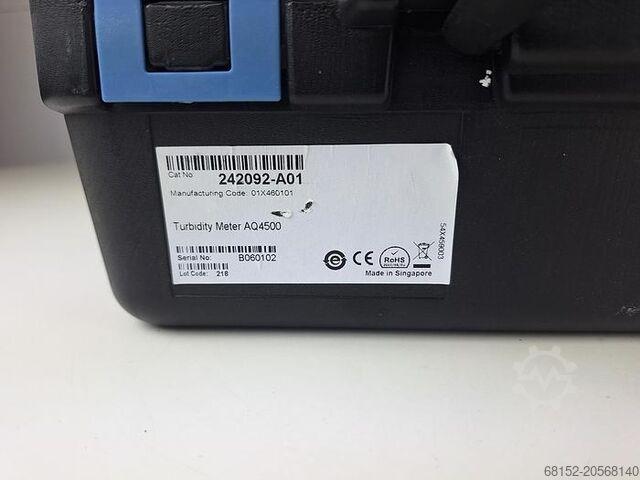 Cat No 242092-A01
Manufacturing Code: 01X460101
Turbidity Meter AQ4500
Serial No: B060102
Lot Code: 218
RoHS
Made in Singapore
54X459003
68152-20568140